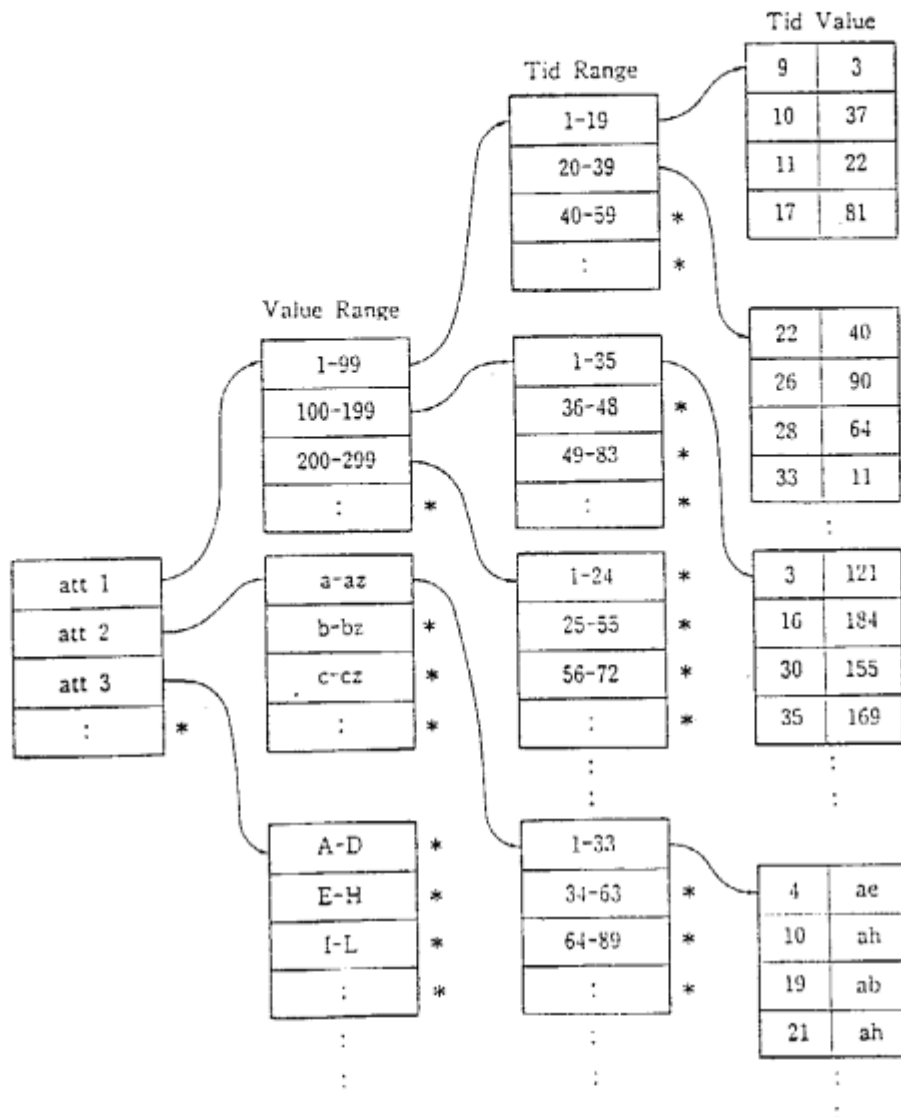 Tid Value
9 3
10 37
11 22
17 81
Tid Range
1-19
20-39
40-59 *
: *
22 40
26 90
28 64
33 11
:
Value Range
1-99
100-199
200-299
: *
1-35
36-48 *
49-83 *
: *
3 121
16 184
30 155
35 169
:
:
att 1
att 2
att 3
: *
a-az
b-bz *
c-cz *
: *
1-24 *
25-55 *
56-72 *
: *
:
:
A-D *
E-H *
I-L *
: *
:
:
1-33
34-63 *
64-89 *
: *
:
:
4 ae
10 ah
19 ab
21 ah
:
: